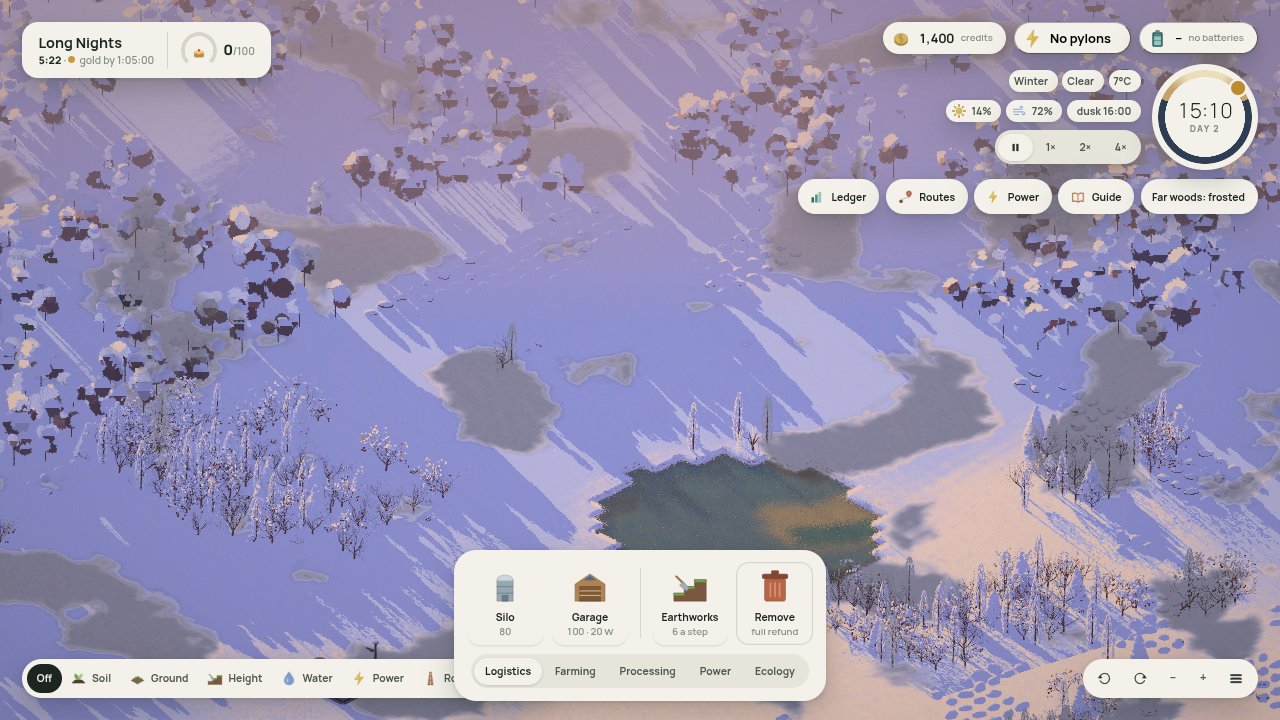 Long Nights
5:22 · gold by 1:05:00
0/100
1,400 credits
No pylons
– no batteries
Winter
Clear
7°C
14%
72%
dusk 16:00
15:10
DAY 2
1×
2×
4×
Ledger
Routes
Power
Guide
Far woods: frosted
Silo
80
Garage
100 · 20 W
Earthworks
6 a step
Remove
full refund
Logistics
Farming
Processing
Power
Ecology
Off
Soil
Ground
Height
Water
Power
−
+